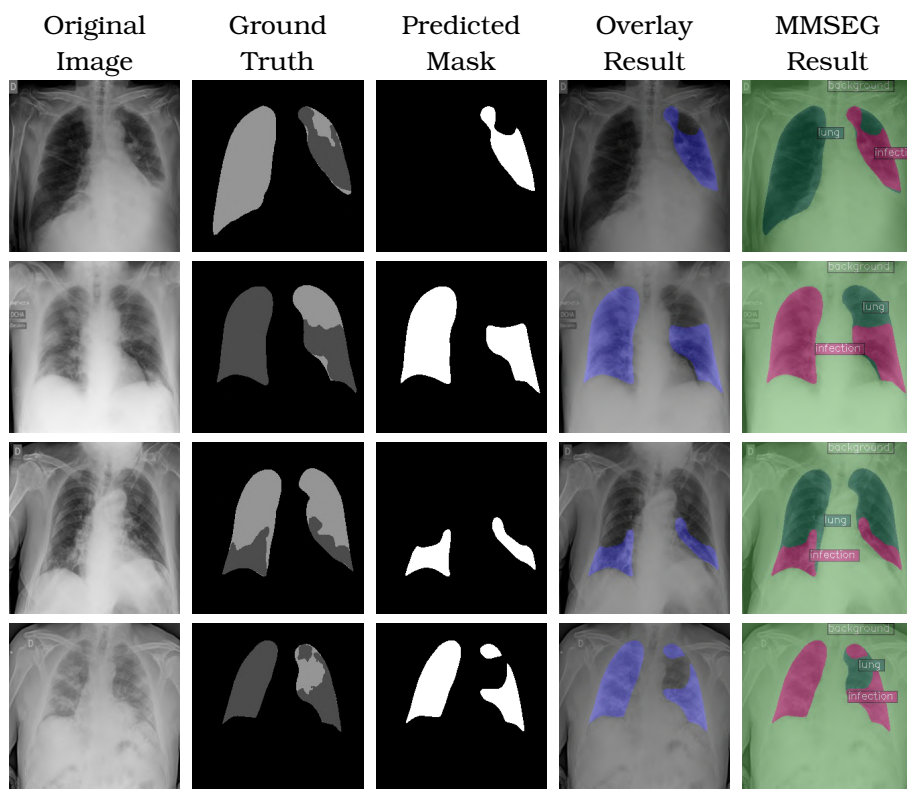 Original Ground Predicted Overlay MMSEG
Image Truth Mask Result Result
D
D
background
lung
infecti
background
lung
infection
D
D
background
lung
infection
D
D
background
lung
infection